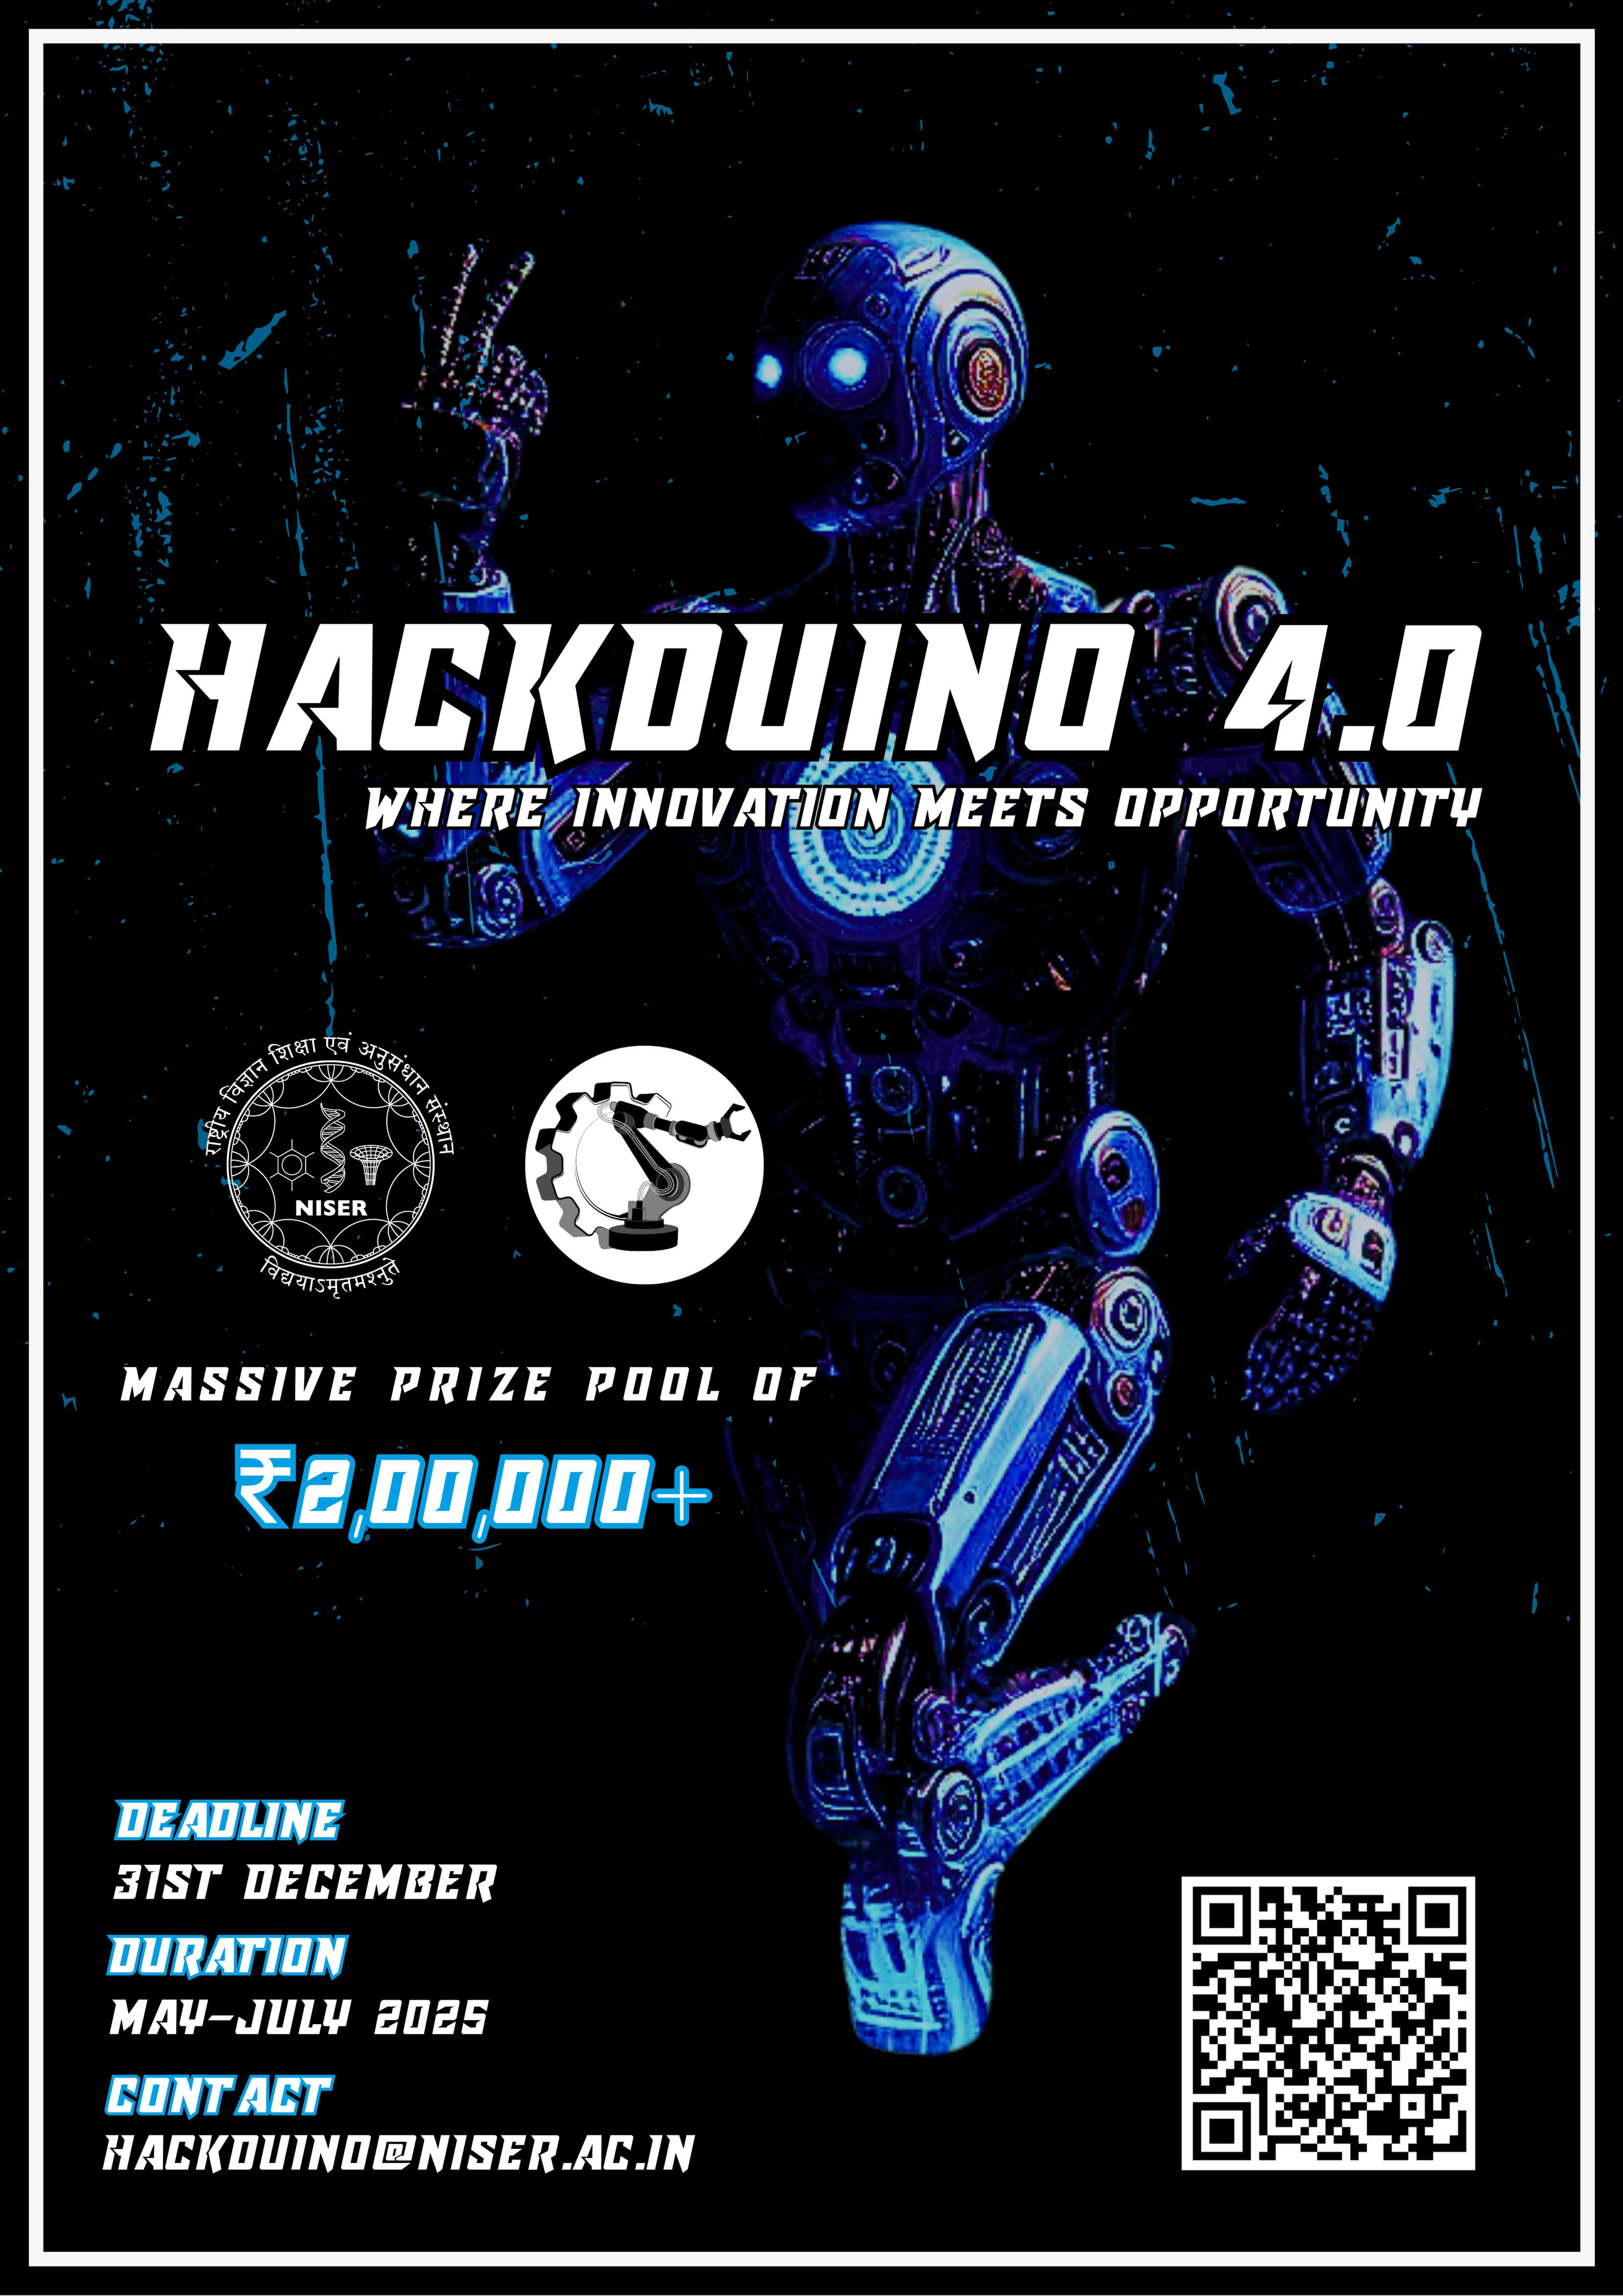 HACKDUINO 4.0
WHERE INNOVATION MEETS OPPORTUNITY
राष्ट्रीय विज्ञान शिक्षा एवं अनुसंधान संस्थान
NISER
विद्ययाऽमृतमश्नुते
MASSIVE PRIZE POOL OF
₹2,00,000+
DEADLINE
31ST DECEMBER
DURATION
MAY-JULY 2025
CONTACT
HACKDUINO@NISER.AC.IN